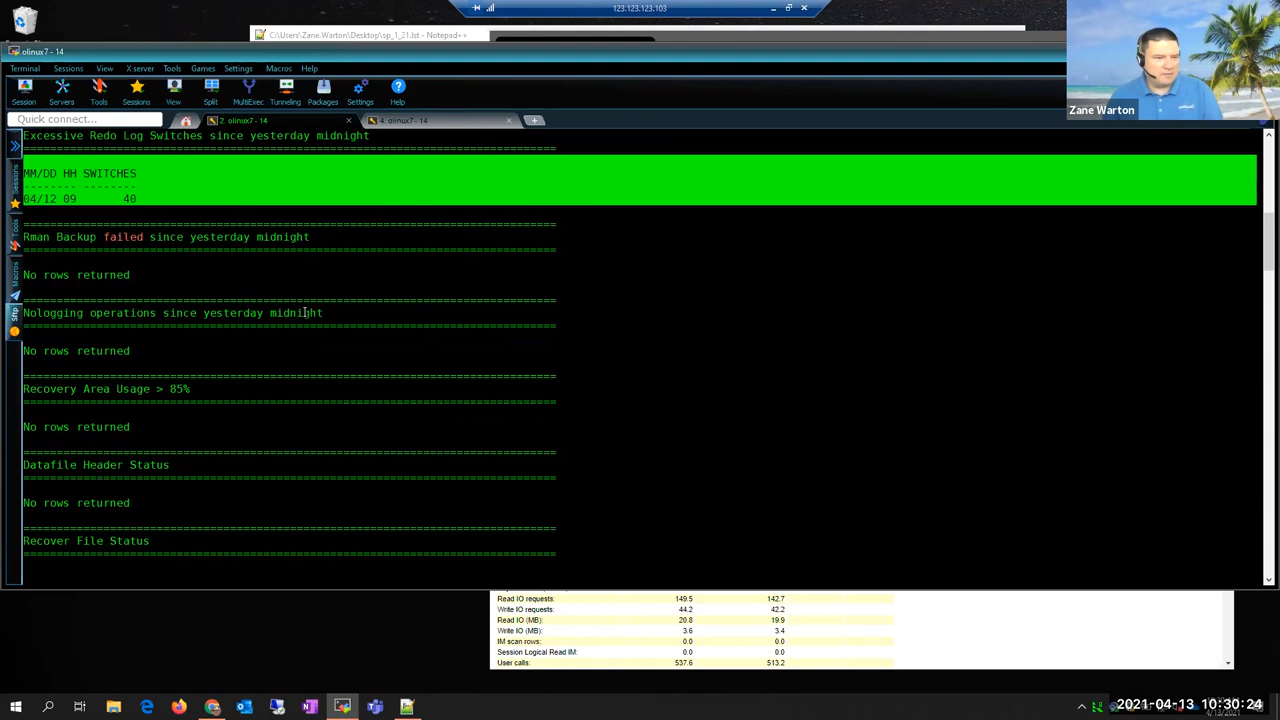 123.123.123.103
C:\Users\Zane.Warton\Desktop\sp_1_21.lst - Notepad++
olinux7 - 14
Terminal Sessions View X server Tools Games Settings Macros Help
Session Servers Tools Sessions View Split MultiExec Tunneling Packages Settings Help
Quick connect...
2. olinux7 - 14
4. olinux7 - 14
Zane Warton
Sessions
Tools
Macros
Sftp
Excessive Redo Log Switches since yesterday midnight
================================================================================
MM/DD HH SWITCHES
-------- --------
04/12 09 40
================================================================================
Rman Backup failed since yesterday midnight
================================================================================
No rows returned
================================================================================
Nologging operations since yesterday midnight
================================================================================
No rows returned
================================================================================
Recovery Area Usage > 85%
================================================================================
No rows returned
================================================================================
Datafile Header Status
================================================================================
No rows returned
================================================================================
Recover File Status
================================================================================
Read IO requests: 149.5 142.7
Write IO requests: 44.2 42.2
Read IO (MB): 20.8 19.9
Write IO (MB): 3.6 3.4
IM scan rows: 0.0 0.0
Session Logical Read IM: 0.0 0.0
User calls: 537.6 513.2
2021-04-13 10:30:24